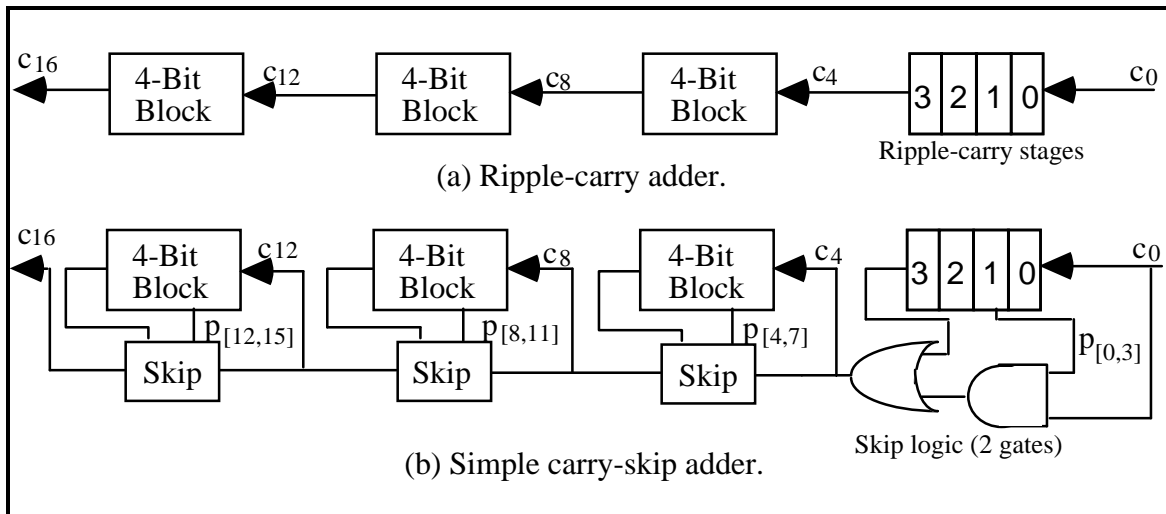 c16 4-Bit Block c12 4-Bit Block c8 4-Bit Block c4 3 2 1 0 c0
Ripple-carry stages
(a) Ripple-carry adder.
c16 4-Bit Block c12 4-Bit Block c8 4-Bit Block c4 3 2 1 0 c0
p[12,15] p[8,11] p[4,7] p[0,3]
Skip Skip Skip
Skip logic (2 gates)
(b) Simple carry-skip adder.